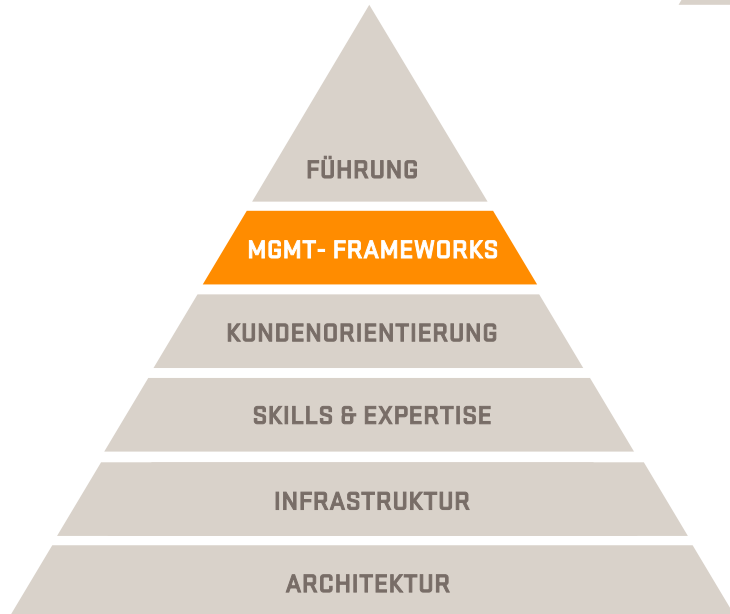 FÜHRUNG
MGMT- FRAMEWORKS
KUNDENORIENTIERUNG
SKILLS & EXPERTISE
INFRASTRUKTUR
ARCHITEKTUR